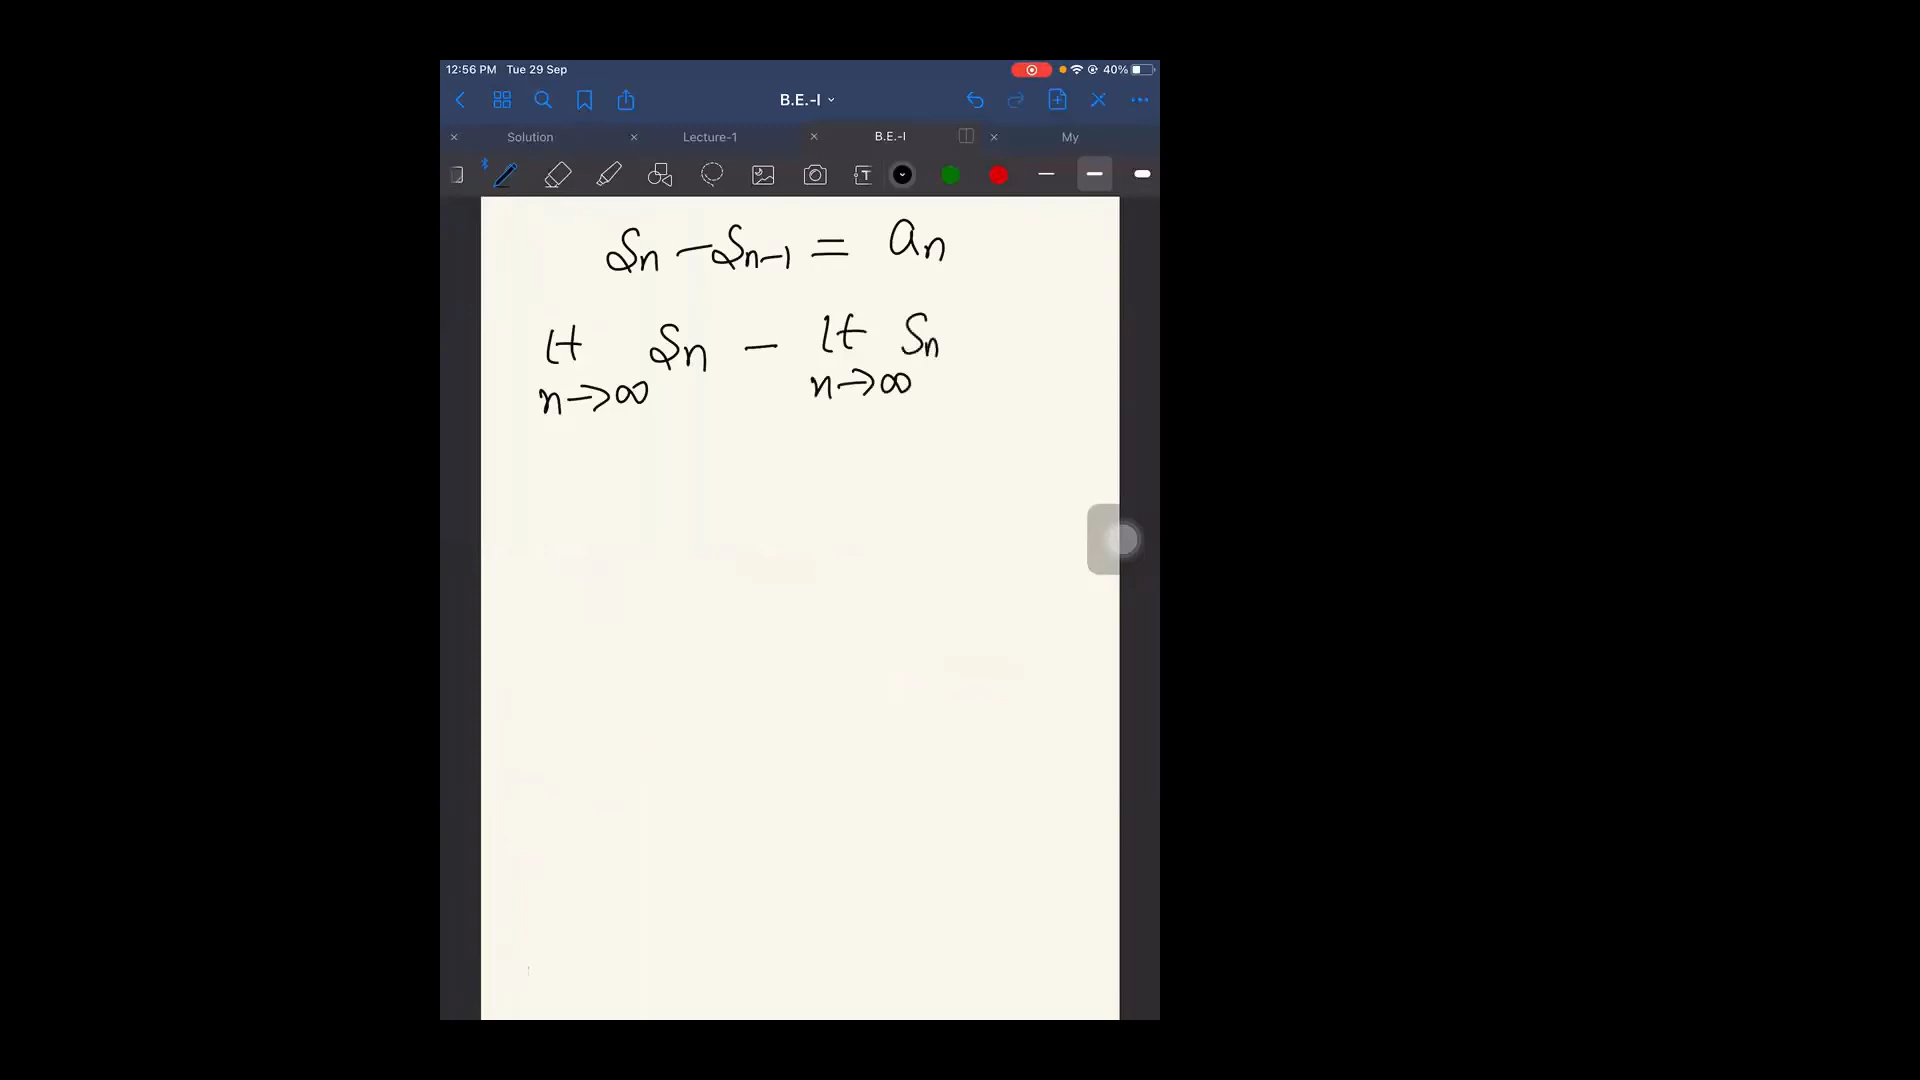 12:56 PM Tue 29 Sep 40%
B.E.-I
Solution Lecture-1 B.E.-I My
T
Sn - Sn-1 = an
lt Sn - lt Sn
n→∞ n→∞